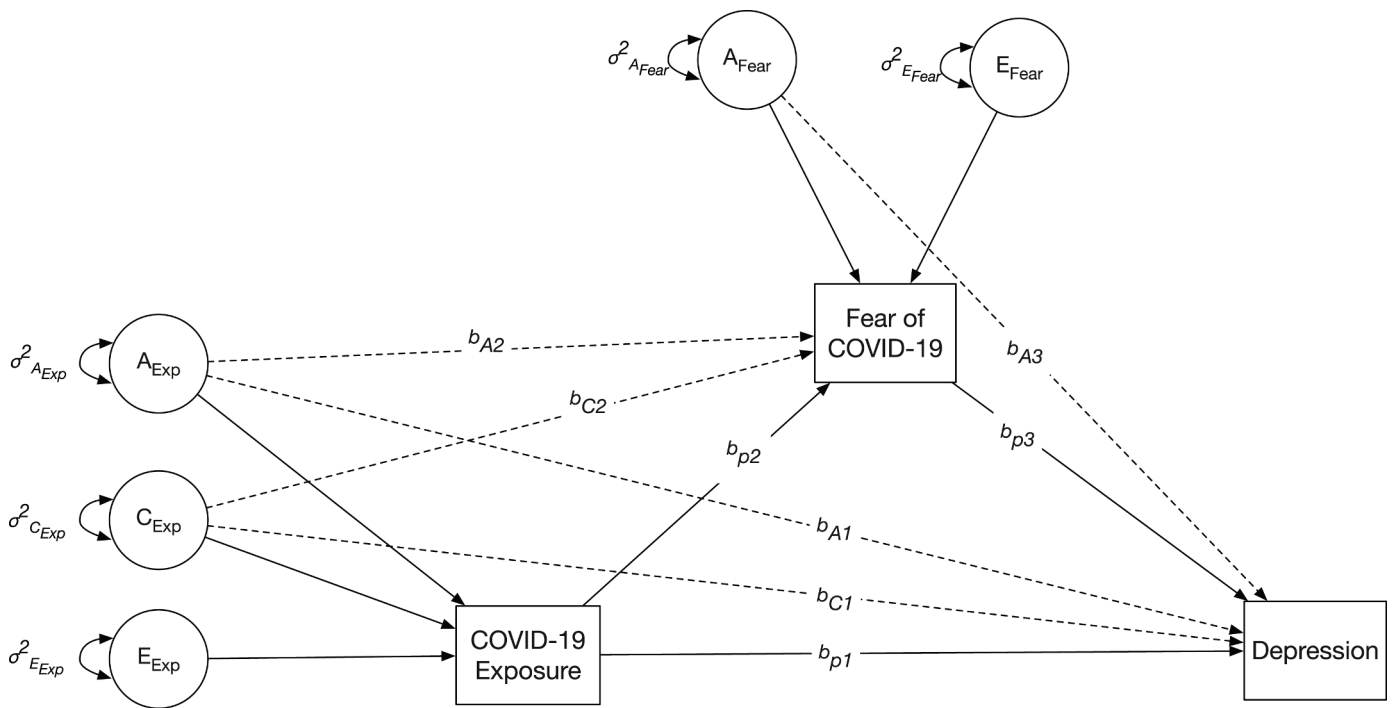 σ²A_Fear
A_Fear
σ²E_Fear
E_Fear
Fear of
COVID-19
b_A2
b_A3
σ²A_Exp
A_Exp
b_C2
b_p3
b_p2
σ²C_Exp
C_Exp
b_A1
b_C1
COVID-19
Exposure
σ²E_Exp
E_Exp
b_p1
Depression